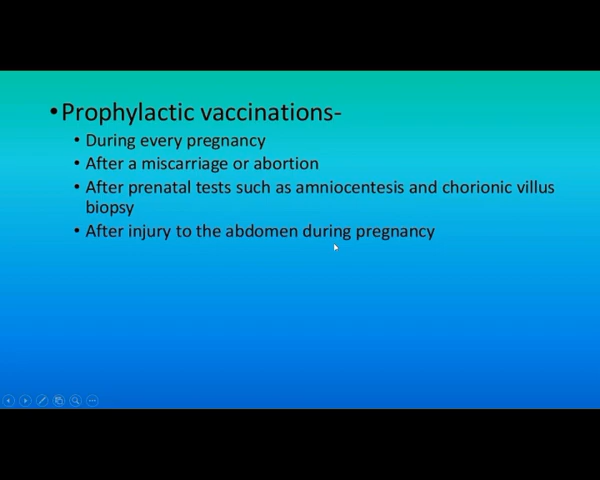 •Prophylactic vaccinations-
• During every pregnancy
• After a miscarriage or abortion
• After prenatal tests such as amniocentesis and chorionic villus
biopsy
• After injury to the abdomen during pregnancy